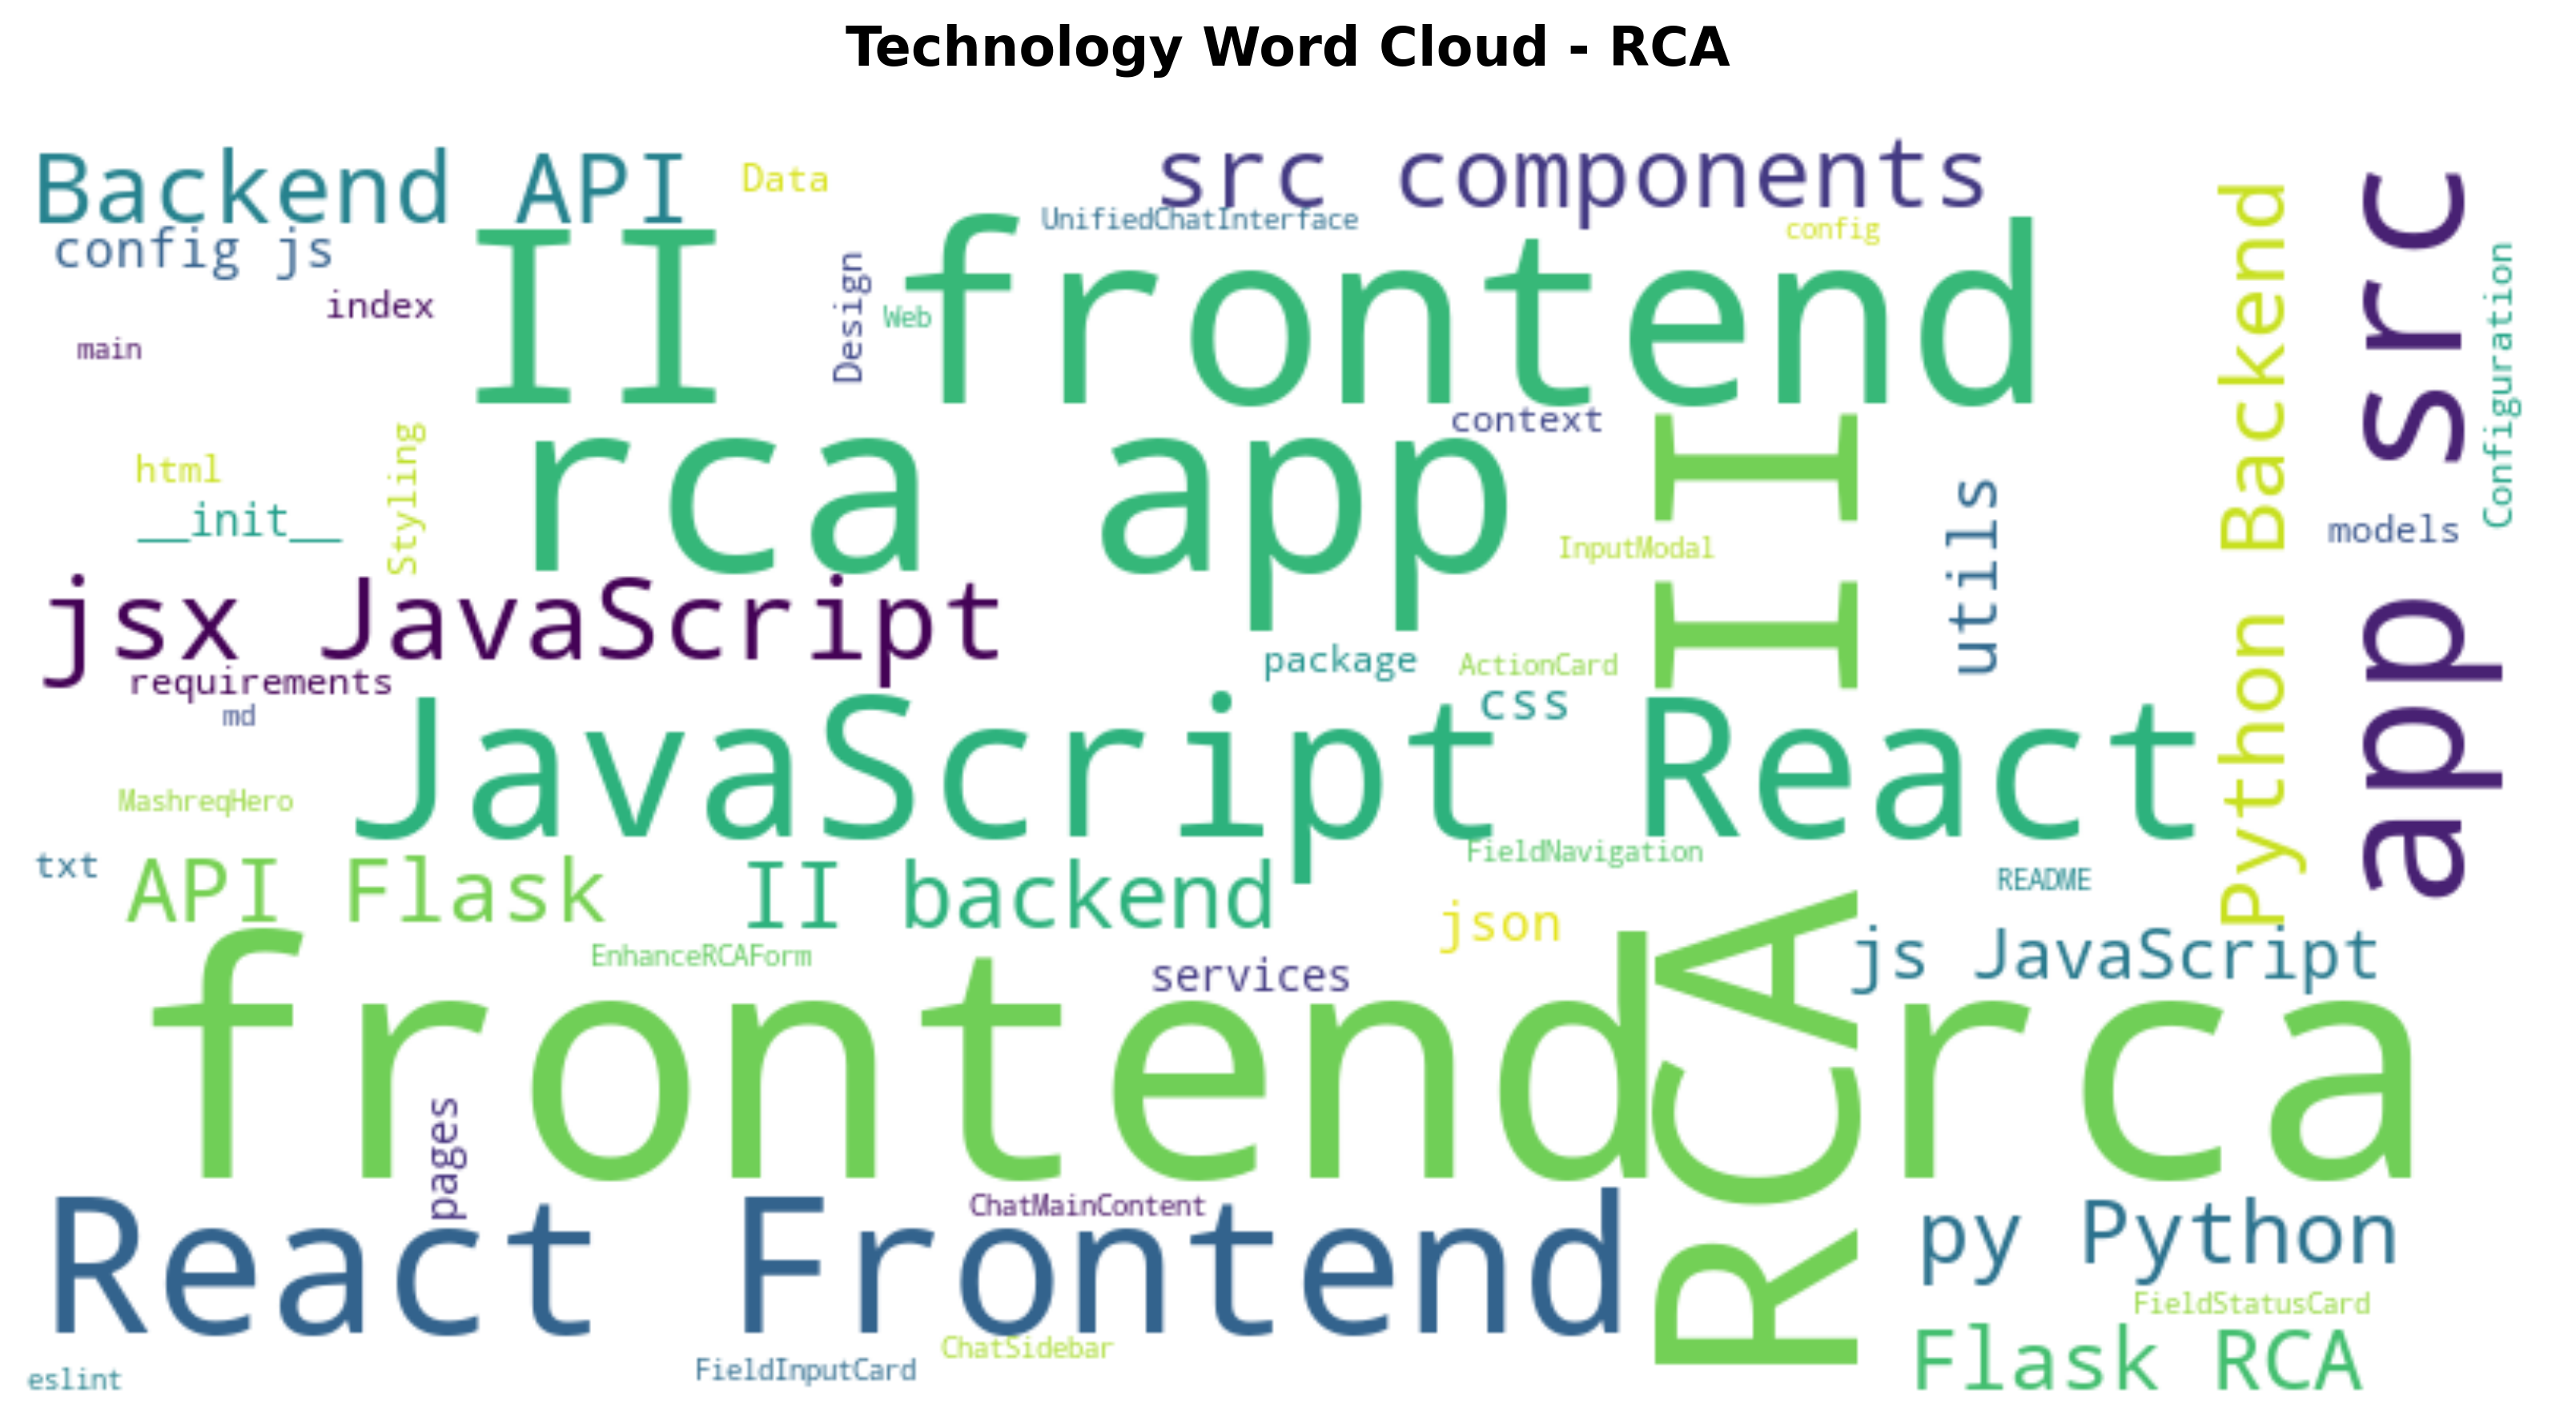 Technology Word Cloud - RCA
Backend API
Data
src components
UnifiedChatInterface
config
config js
II frontend
index
Design
Web
main
Python Backend
app src
Configuration
context
rca app
II RCA
html
Styling
__init__
utils
models
InputModal
jsx JavaScript
package
ActionCard
requirements
css
md
JavaScript React
MashreqHero
FieldNavigation
txt
API Flask
II backend
README
json
js JavaScript
EnhanceRCAForm
services
frontend rca
pages
ChatMainContent
React Frontend
py Python
FieldStatusCard
ChatSidebar
FieldInputCard
Flask RCA
eslint